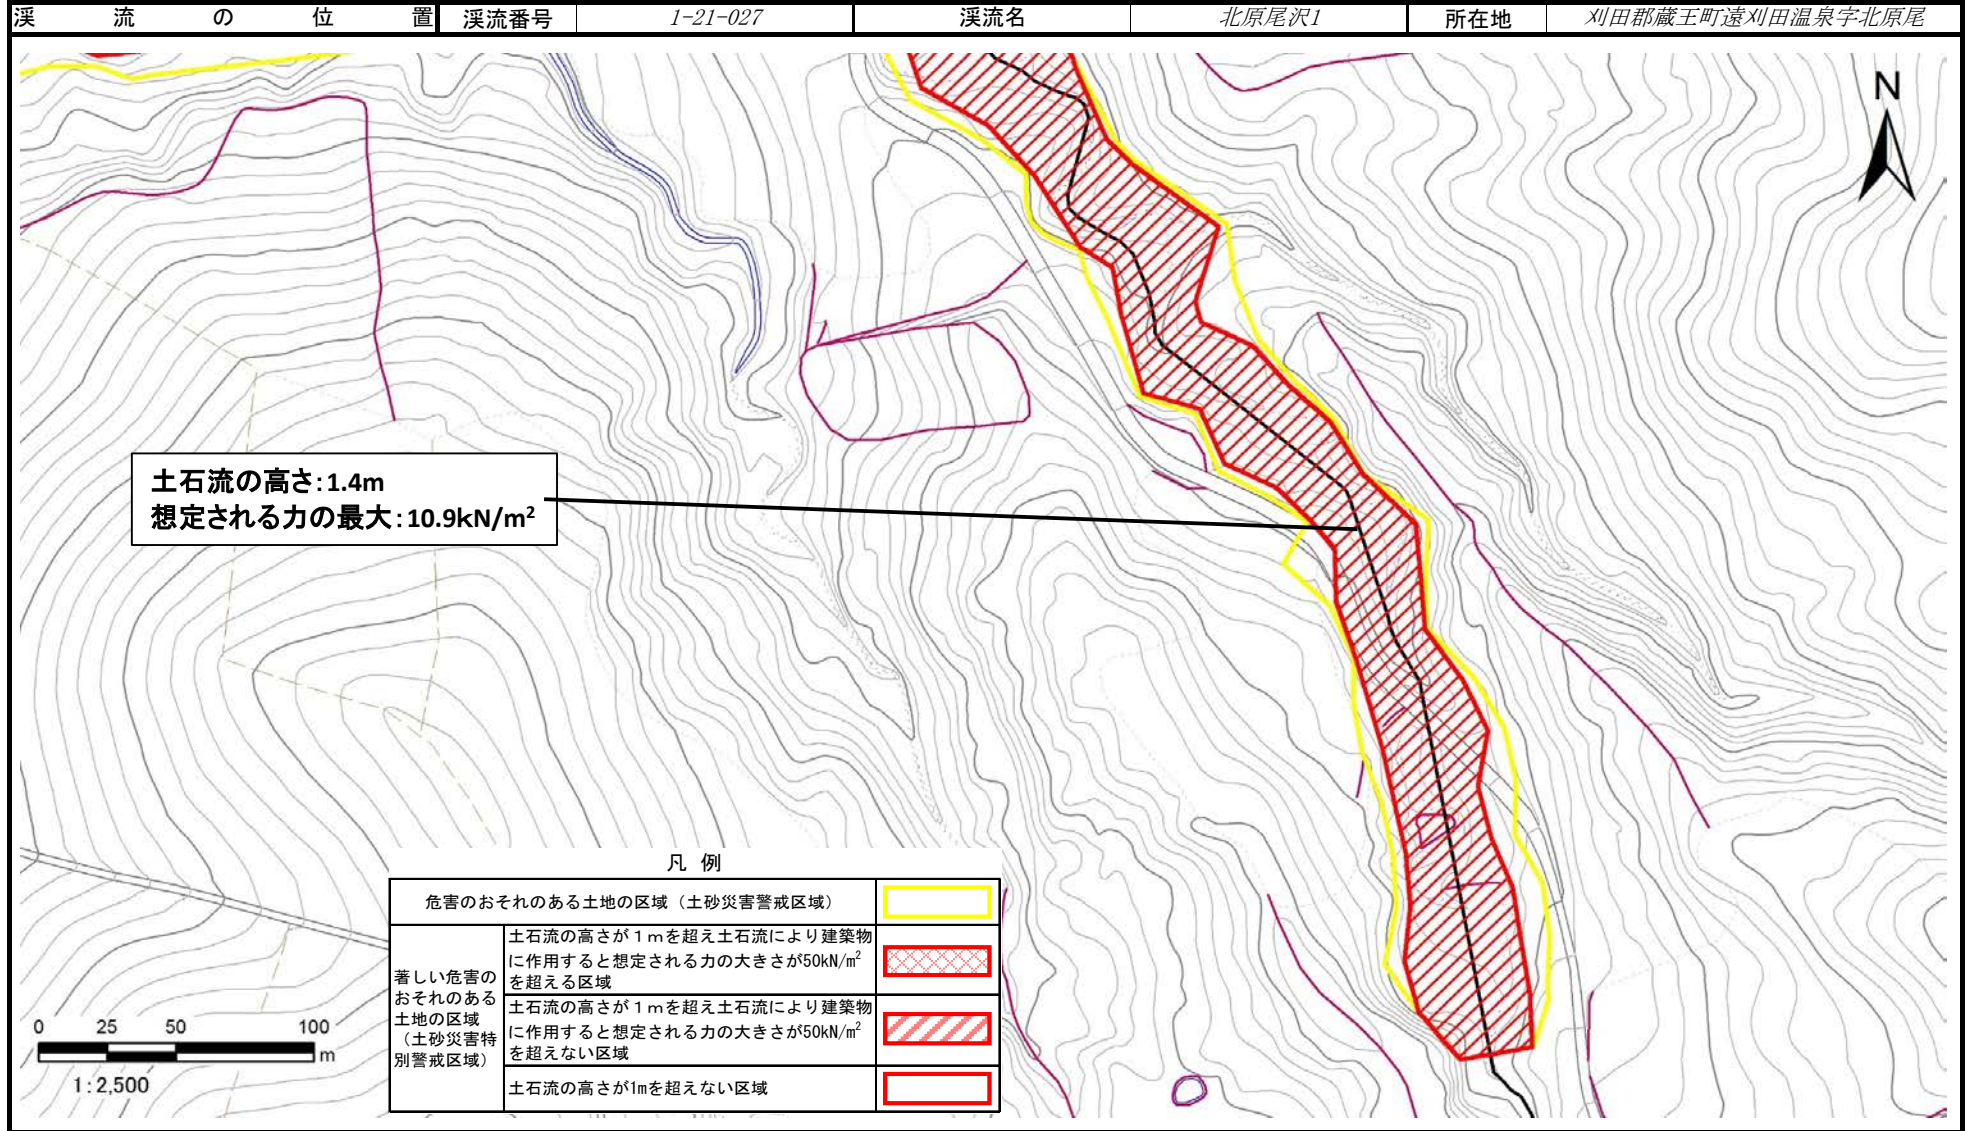 渓流の位置 渓流番号 1-21-027 渓流名 北原尾沢1 所在地 刈田郡蔵王町遠刈田温泉字北原尾
N
土石流の高さ:1.4m
想定される力の最大:10.9kN/m²
凡 例
危害のおそれのある土地の区域（土砂災害警戒区域）
著しい危害の
おそれのある
土地の区域
（土砂災害特
別警戒区域）
土石流の高さが１ｍを超え土石流により建築物
に作用すると想定される力の大きさが50kN/㎡
を超える区域
土石流の高さが１ｍを超え土石流により建築物
に作用すると想定される力の大きさが50kN/㎡
を超えない区域
土石流の高さが1mを超えない区域
0 25 50 100
m
1:2,500